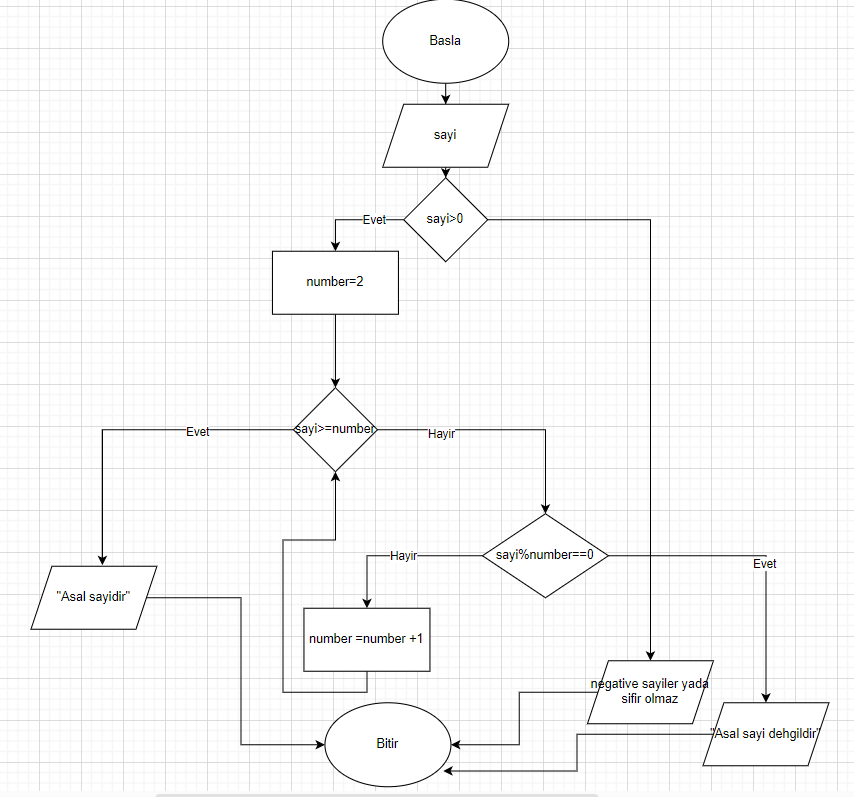 Basla
sayi
sayi>0
Evet
number=2
sayi>=number
Evet
Hayir
sayi%number==0
Hayir
Evet
"Asal sayidir"
number =number +1
negative sayiler yada
sifir olmaz
"Asal sayi dehgildir"
Bitir